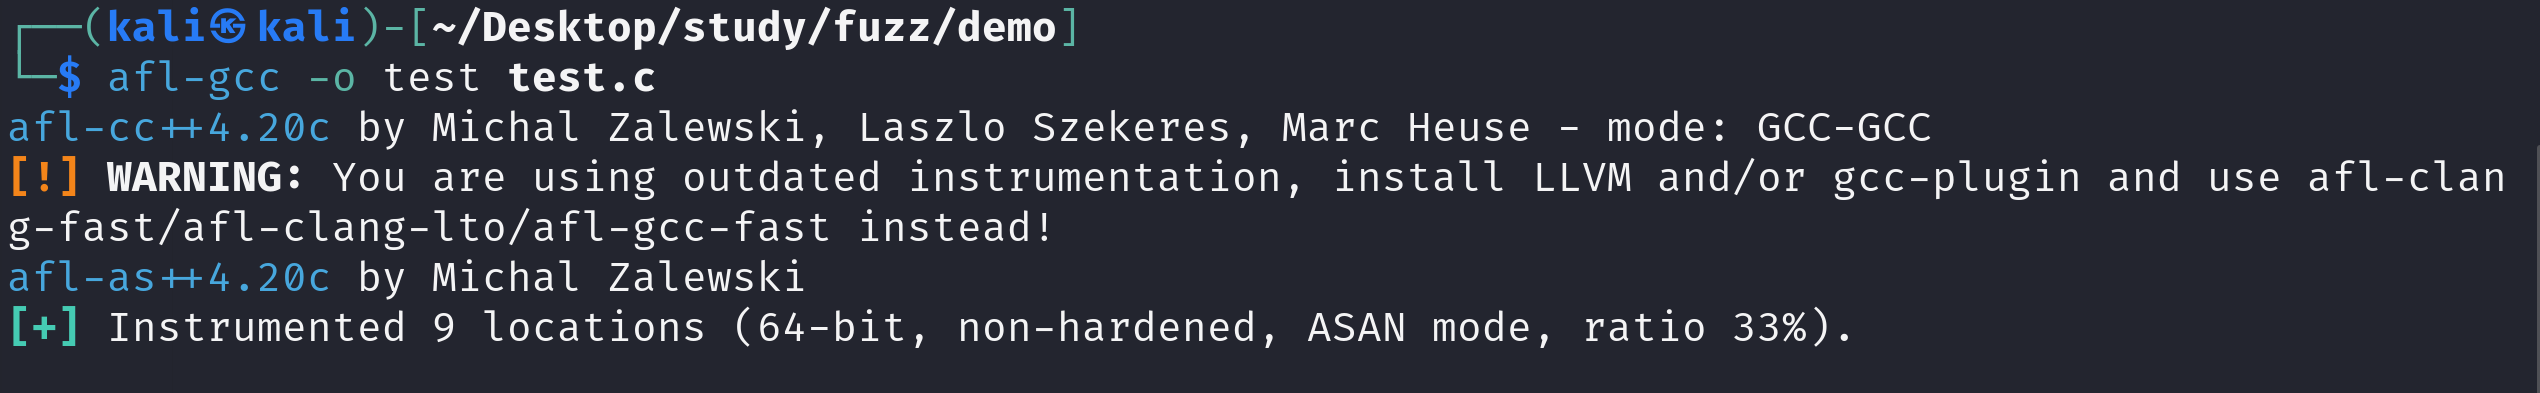 ┌──(kali㉿kali)-[~/Desktop/study/fuzz/demo]
└─$ afl-gcc -o test test.c
afl-cc++4.20c by Michal Zalewski, Laszlo Szekeres, Marc Heuse - mode: GCC-GCC
[!] WARNING: You are using outdated instrumentation, install LLVM and/or gcc-plugin and use afl-clan
g-fast/afl-clang-lto/afl-gcc-fast instead!
afl-as++4.20c by Michal Zalewski
[+] Instrumented 9 locations (64-bit, non-hardened, ASAN mode, ratio 33%).